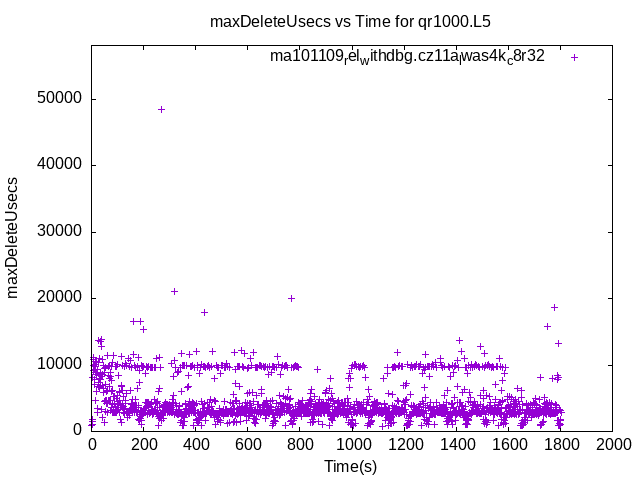 maxDeleteUsecs vs Time for qr1000.L5
ma101109relwithdbg.cz11alwas4kc8r32
50000
40000
30000
20000
10000
0
maxDeleteUsecs
0 200 400 600 800 1000 1200 1400 1600 1800 2000
Time(s)